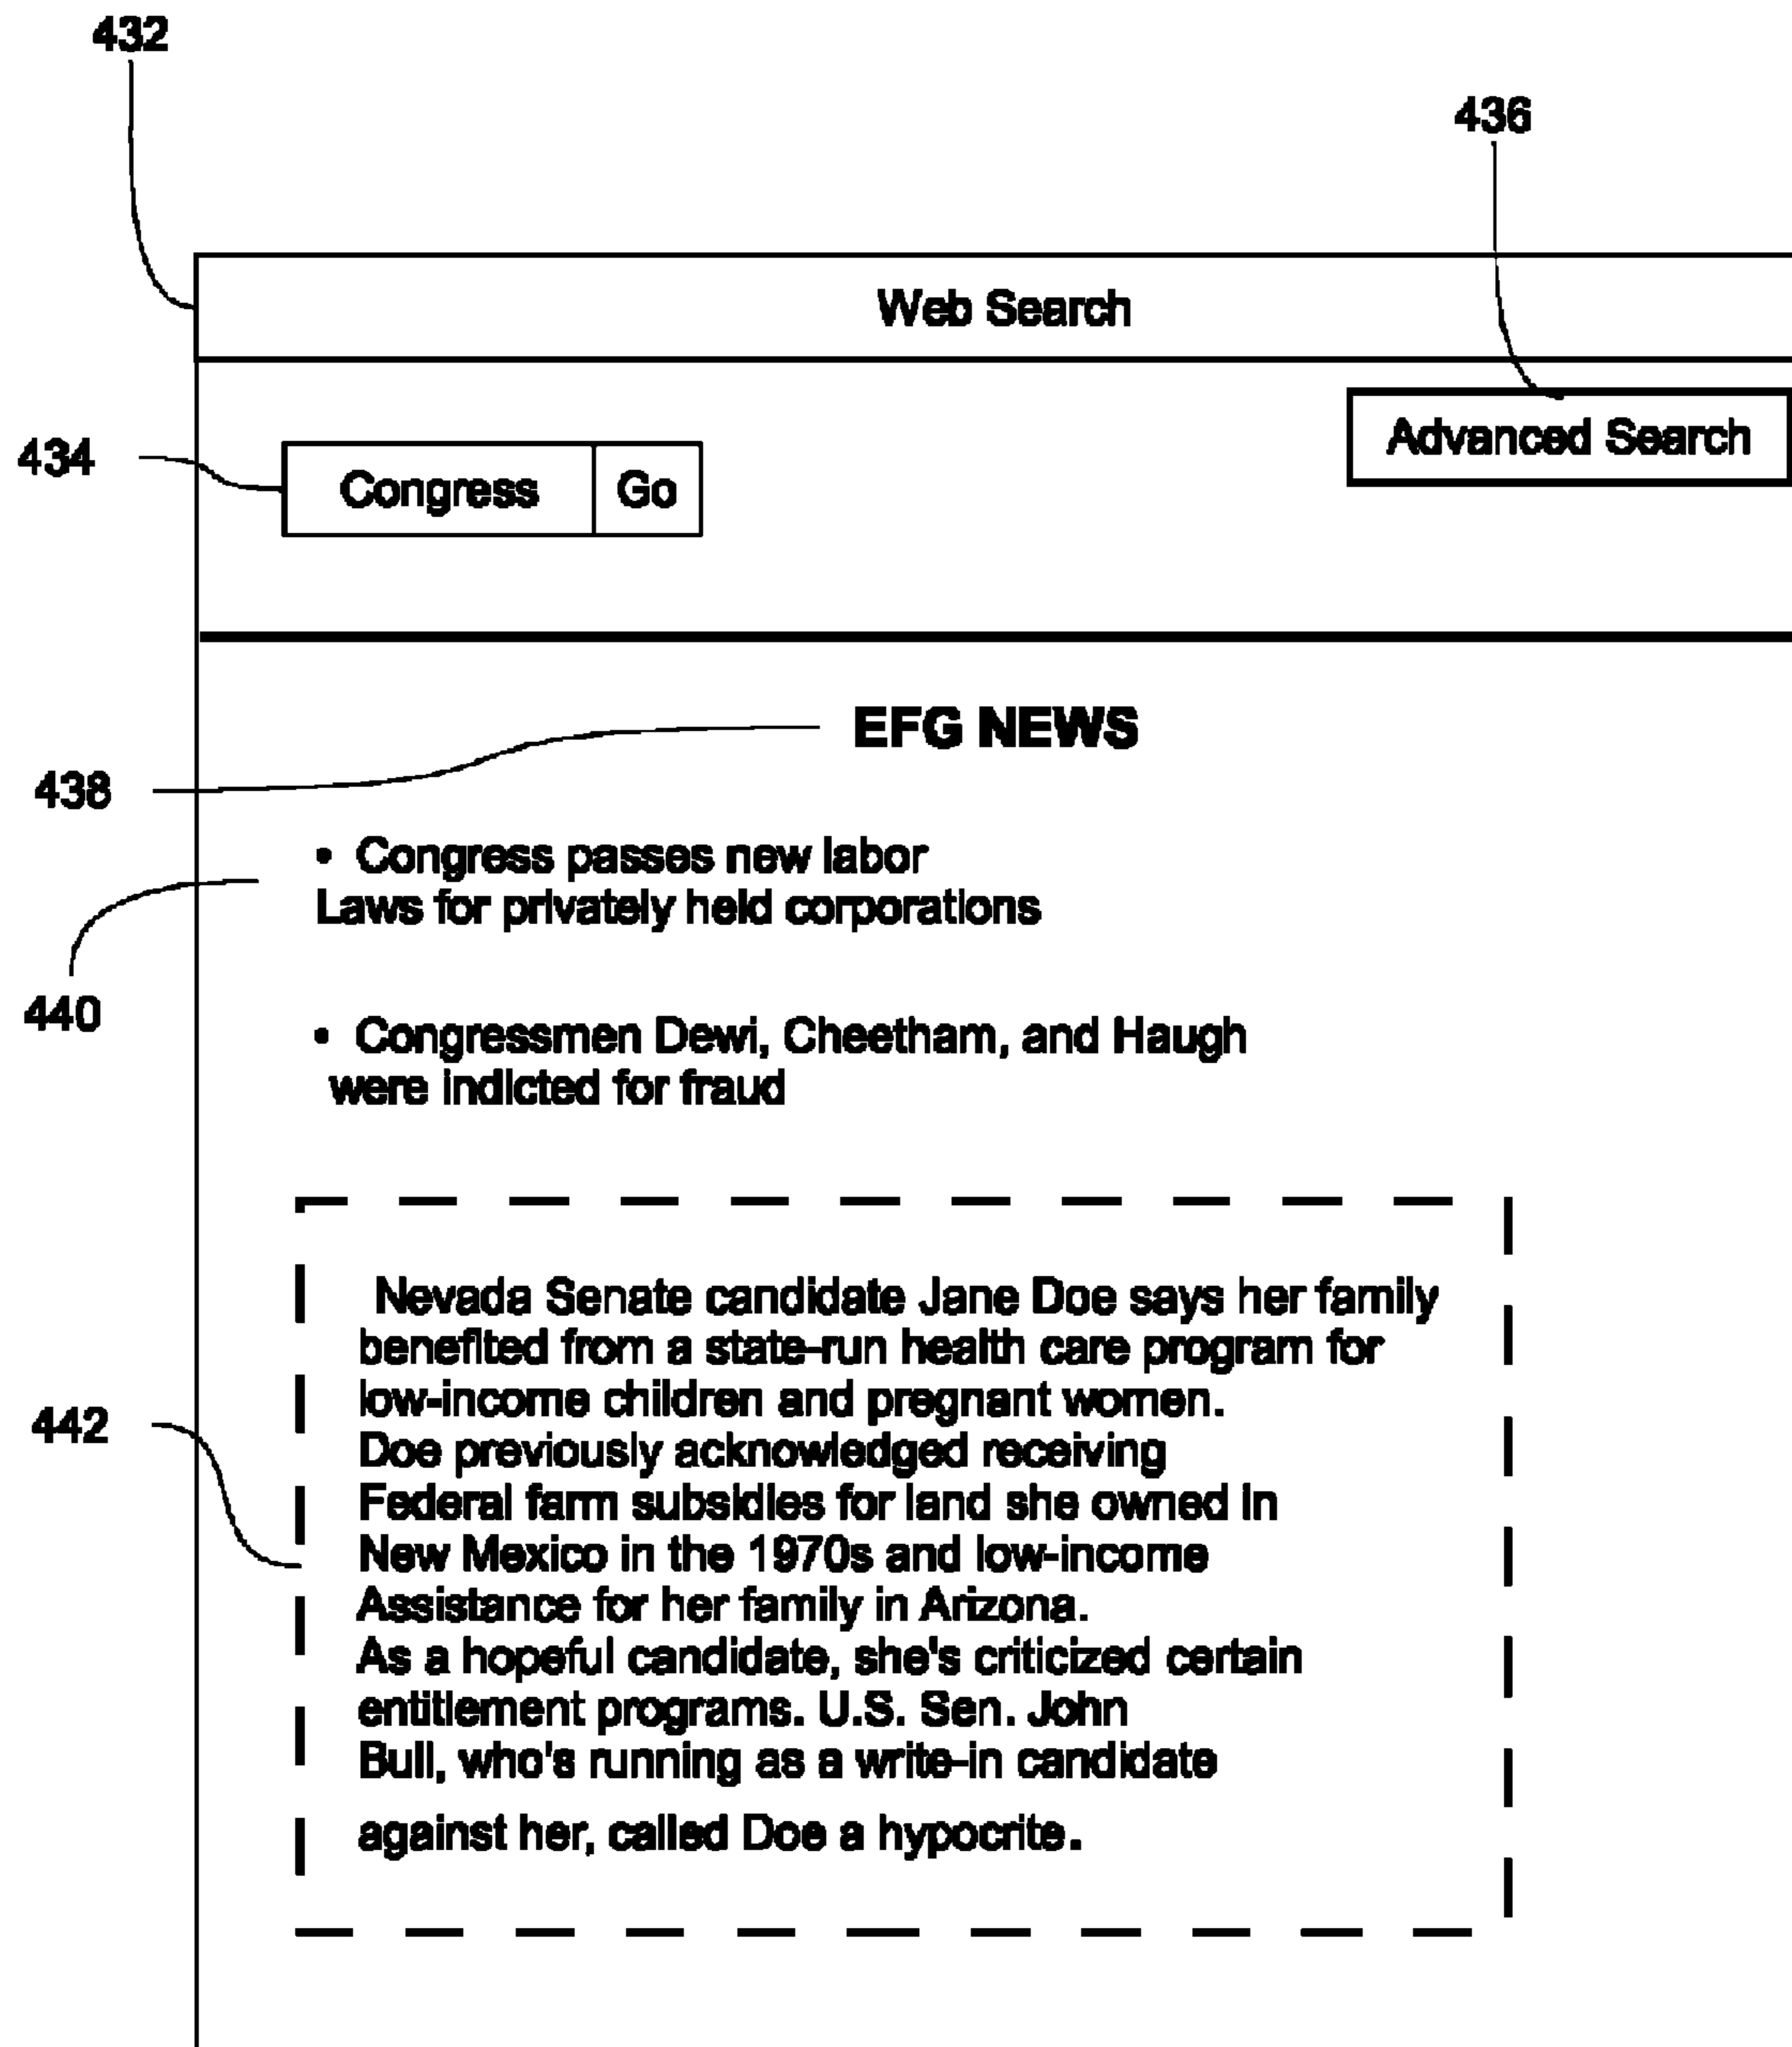 432
436
Web Search
Advanced Search
434
Congress Go
EFG NEWS
438
• Congress passes new labor
Laws for privately held corporations
440
• Congressmen Dewi, Cheetham, and Haugh
were indicted for fraud
Nevada Senate candidate Jane Doe says her family
benefited from a state-run health care program for
low-income children and pregnant women.
442
Doe previously acknowledged receiving
Federal farm subsidies for land she owned in
New Mexico in the 1970s and low-income
Assistance for her family in Arizona.
As a hopeful candidate, she's criticized certain
entitlement programs. U.S. Sen. John
Bull, who's running as a write-in candidate
against her, called Doe a hypocrite.